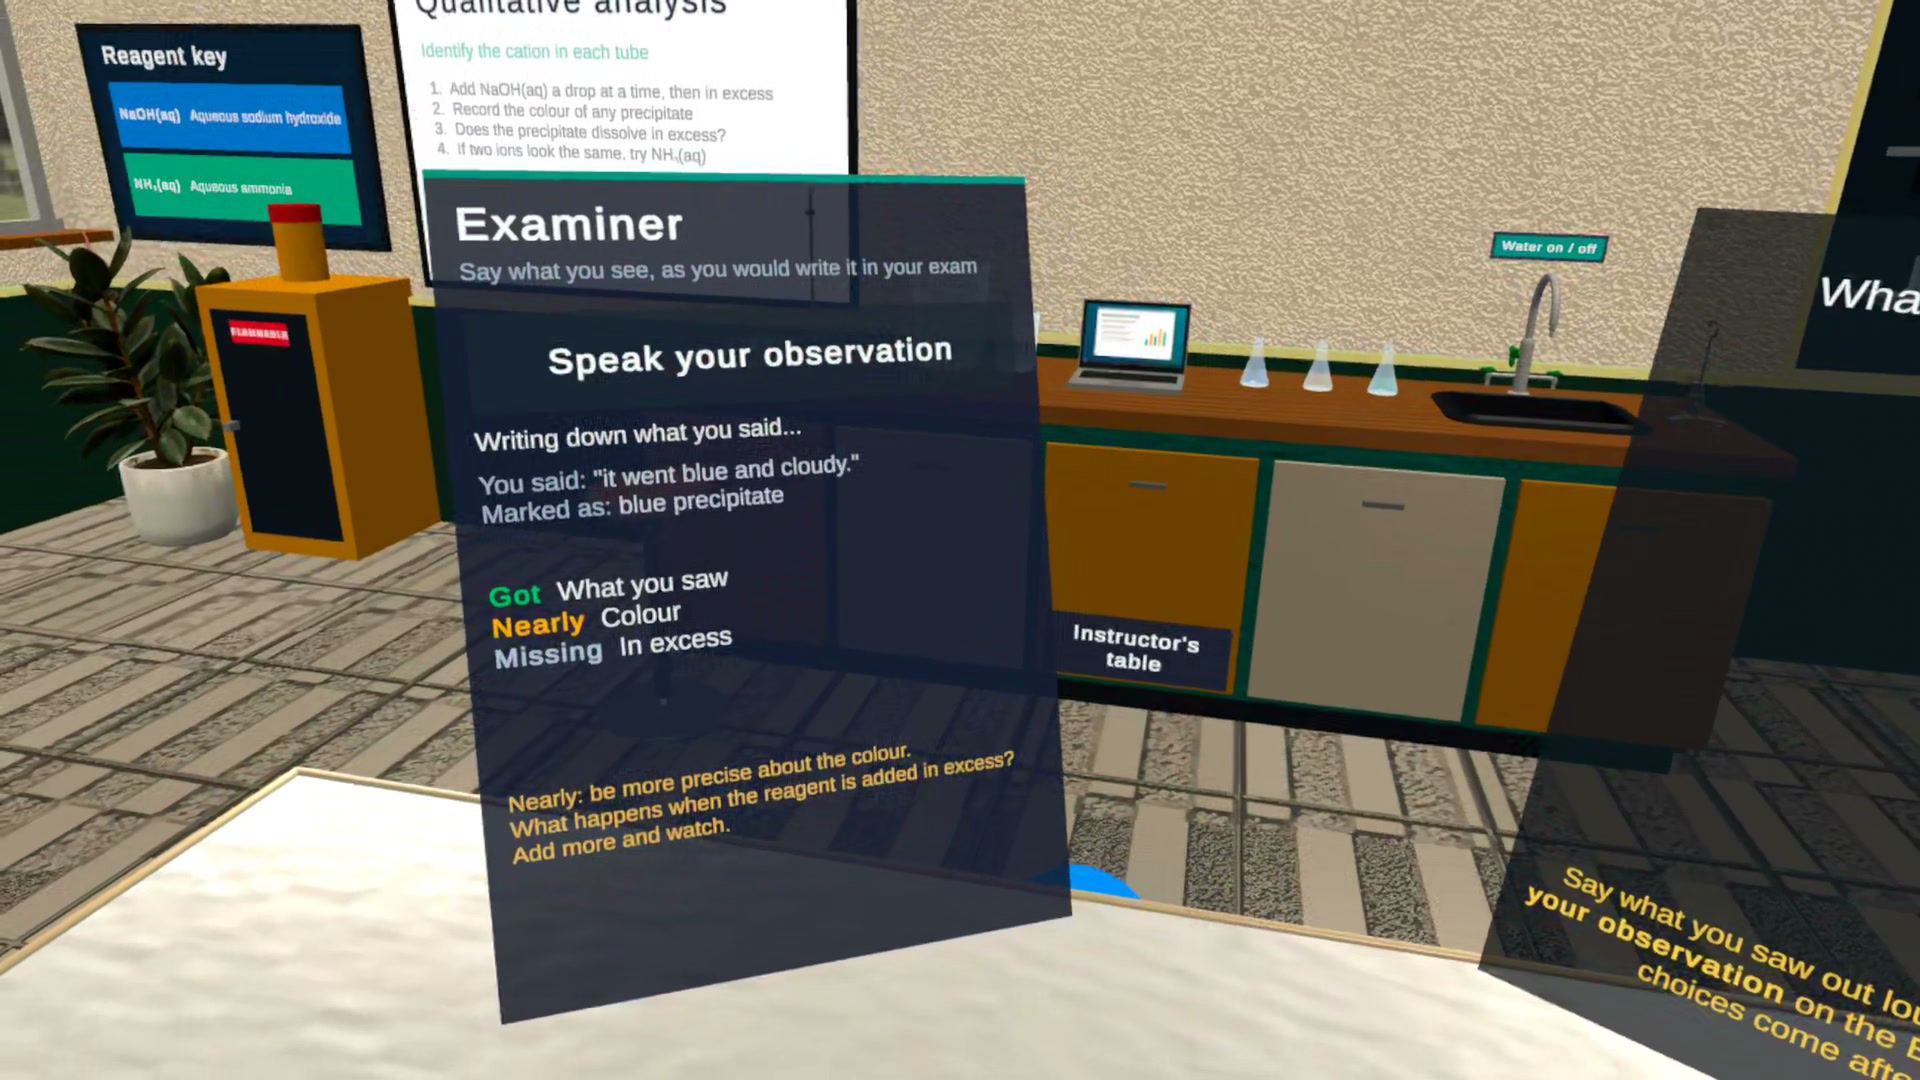 Qualitative analysis
Reagent key
Identify the cation in each tube
NaOH(aq) Aqueous sodium hydroxide
NH₃(aq) Aqueous ammonia
1. Add NaOH(aq) a drop at a time, then in excess
2. Record the colour of any precipitate
3. Does the precipitate dissolve in excess?
4. If two ions look the same, try NH₃(aq)
FLAMMABLE
Examiner
Say what you see, as you would write it in your exam
Speak your observation
Writing down what you said...
You said: "it went blue and cloudy."
Marked as: blue precipitate
Got What you saw
Nearly Colour
Missing In excess
Nearly: be more precise about the colour.
What happens when the reagent is added in excess?
Add more and watch.
Water on / off
Instructor's
table
Say what you saw out
your observation on the
choices come